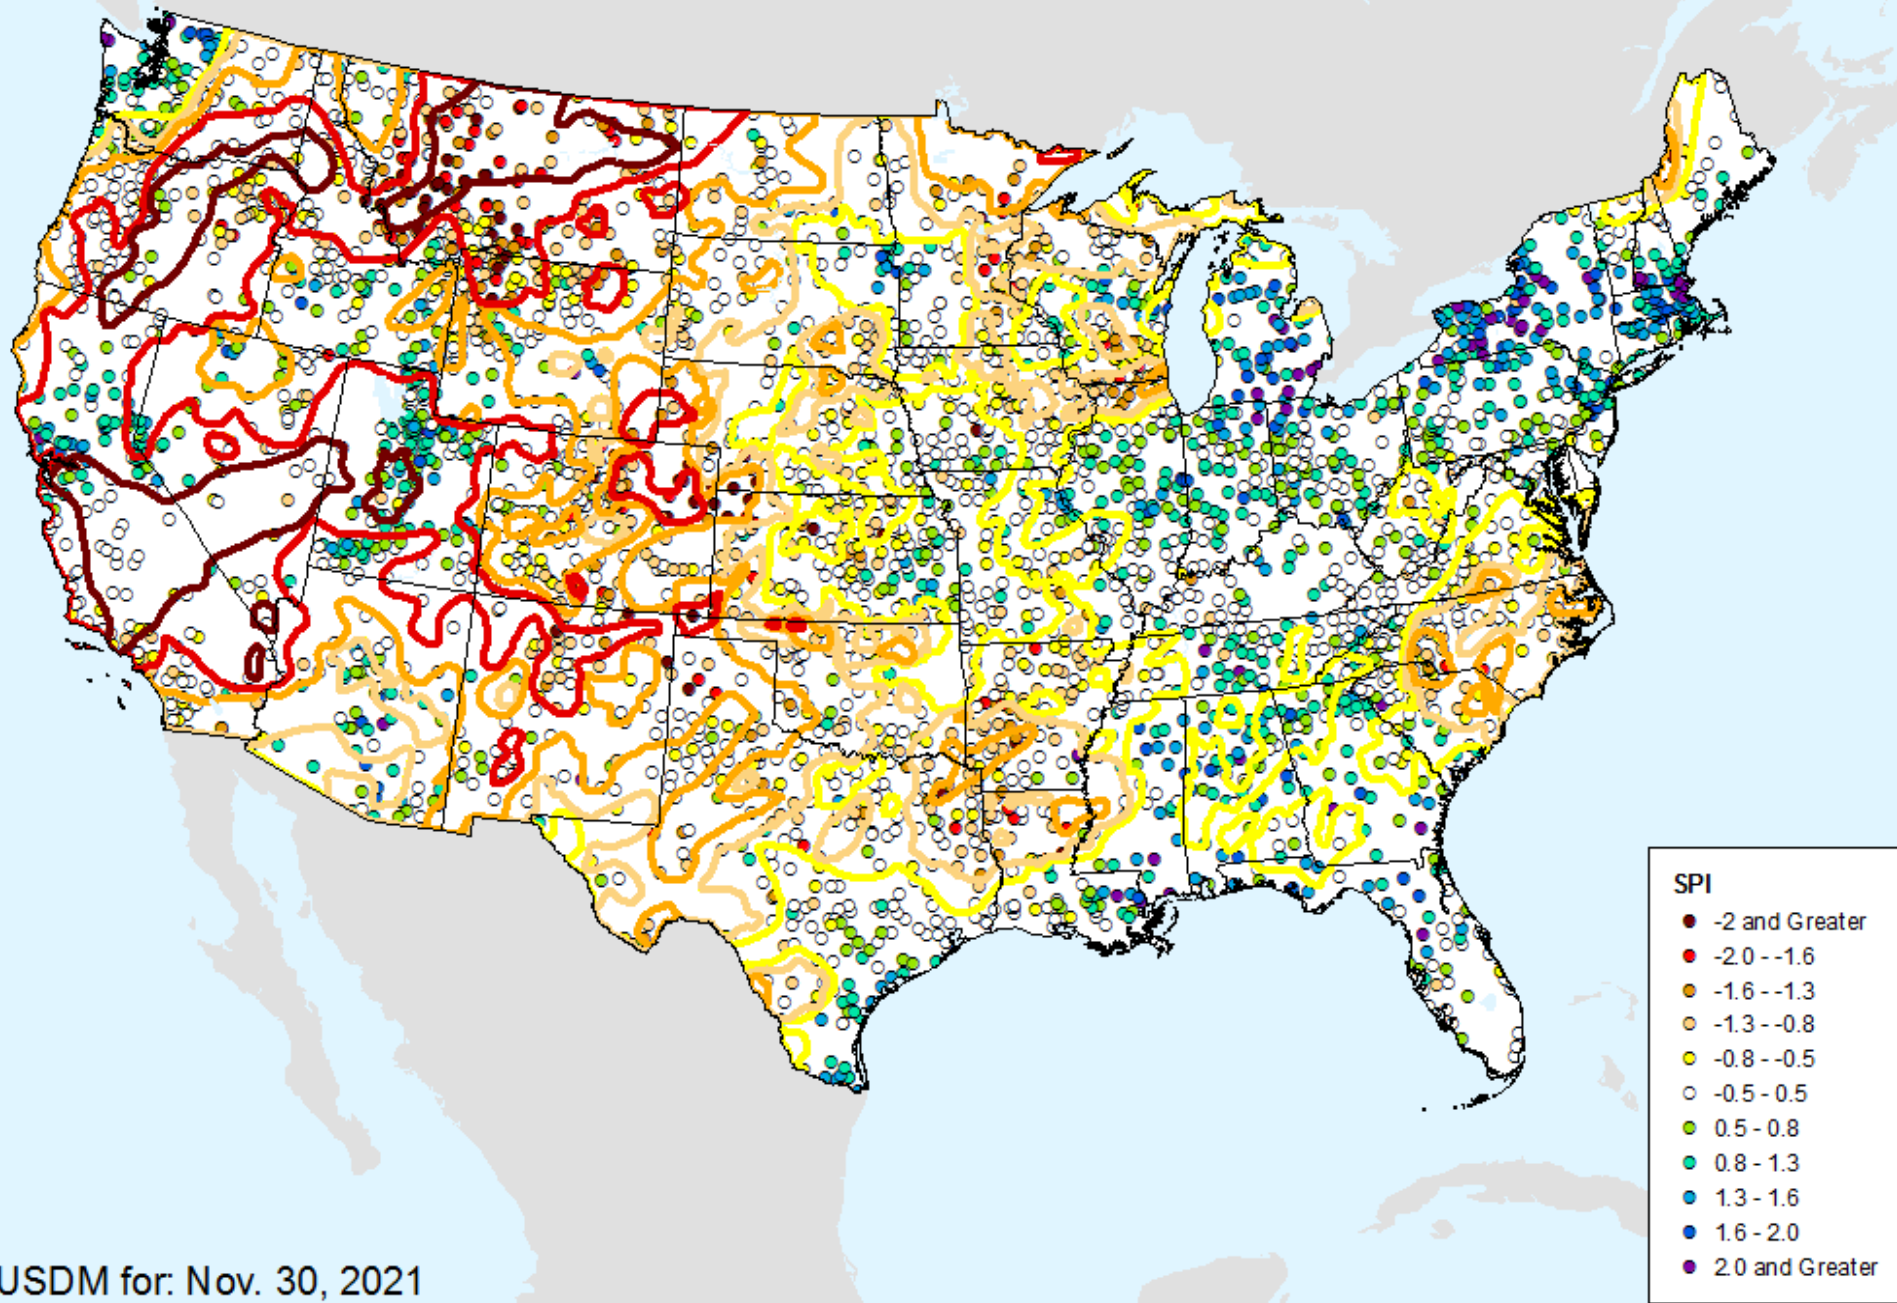 SPI
-2 and Greater
-2.0 - -1.6
-1.6 - -1.3
-1.3 - -0.8
-0.8 - -0.5
-0.5 - 0.5
0.5 - 0.8
0.8 - 1.3
1.3 - 1.6
1.6 - 2.0
2.0 and Greater
USDM for: Nov. 30, 2021